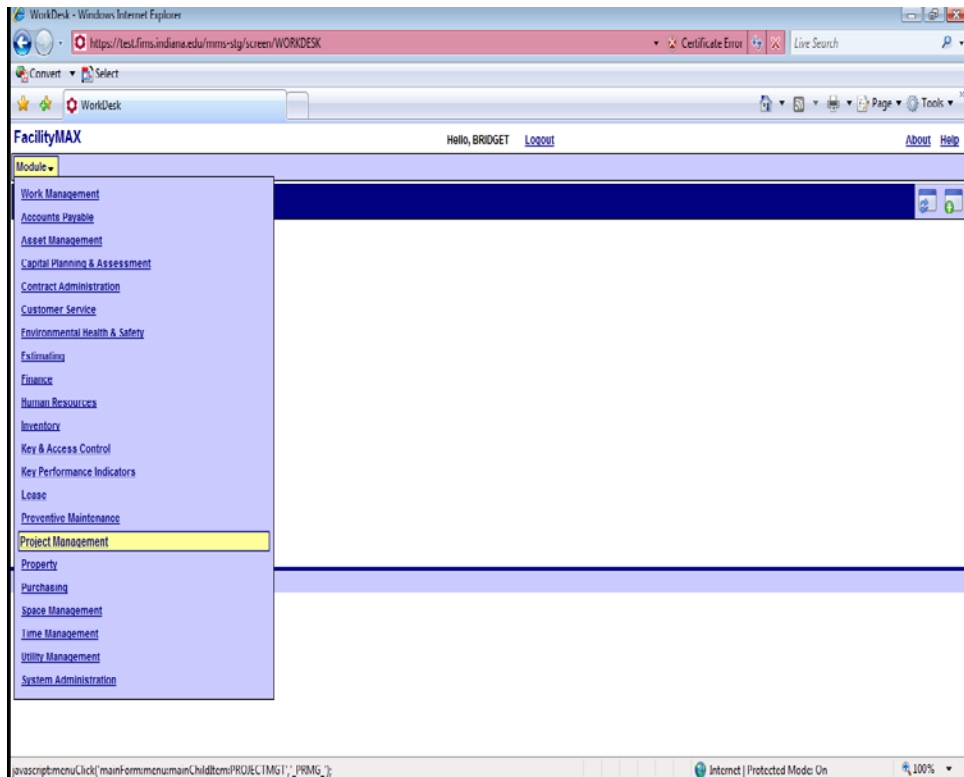 WorkDesk - Windows Internet Explorer
https://test.fims.indiana.edu/mms-stg/screen/WORKDESK Certificate Error Live Search
Convert Select
WorkDesk Page Tools
FacilityMAX Hello, BRIDGET Logout About Help
Module
Work Management
Accounts Payable
Asset Management
Capital Planning & Assessment
Contract Administration
Customer Service
Environmental Health & Safety
Estimating
Finance
Human Resources
Inventory
Key & Access Control
Key Performance Indicators
Lease
Preventive Maintenance
Project Management
Property
Purchasing
Space Management
Time Management
Utility Management
System Administration
javascript:menuClick('mainForm:menu:mainChildItem:PROJECTMGT','_PRMG_'); Internet | Protected Mode: On 100%